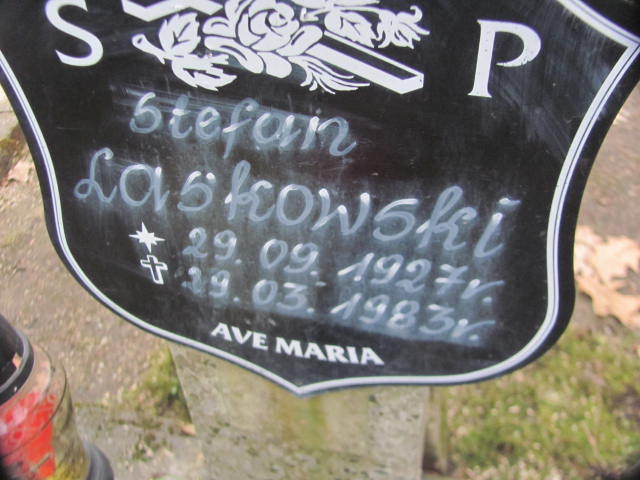 S P
Stefan
Laskowski
29. 09. 1927r.
29. 03. 1983r.
AVE MARIA